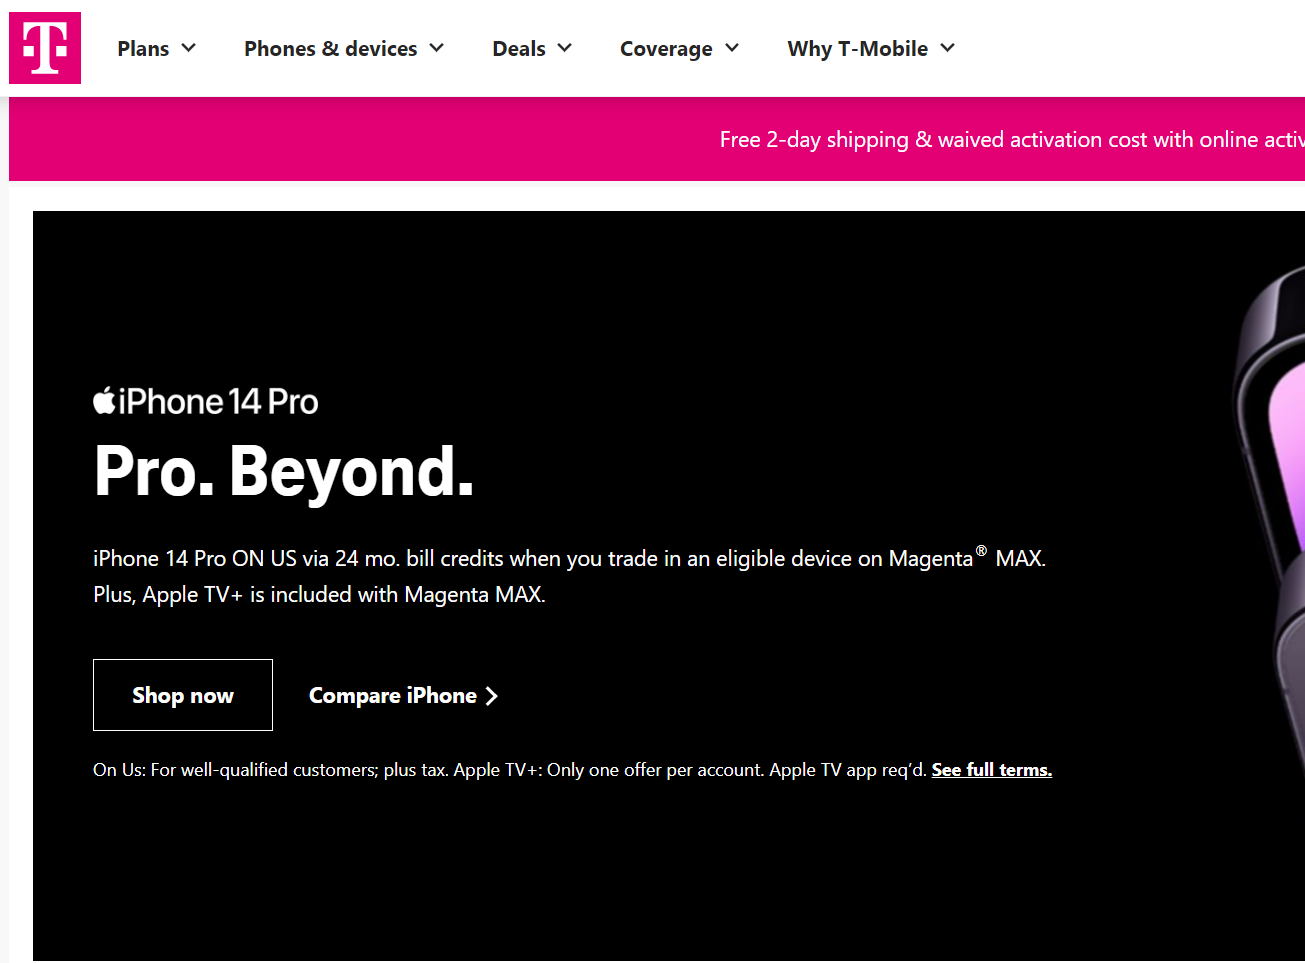 T
Plans
Phones & devices
Deals
Coverage
Why T-Mobile
Free 2-day shipping & waived activation cost with online
iPhone 14 Pro
Pro. Beyond.
iPhone 14 Pro ON US via 24 mo. bill credits when you trade in an eligible device on Magenta® MAX.
Plus, Apple TV+ is included with Magenta MAX.
Shop now
Compare iPhone
On Us: For well-qualified customers; plus tax. Apple TV+: Only one offer per account. Apple TV app req’d. See full terms.